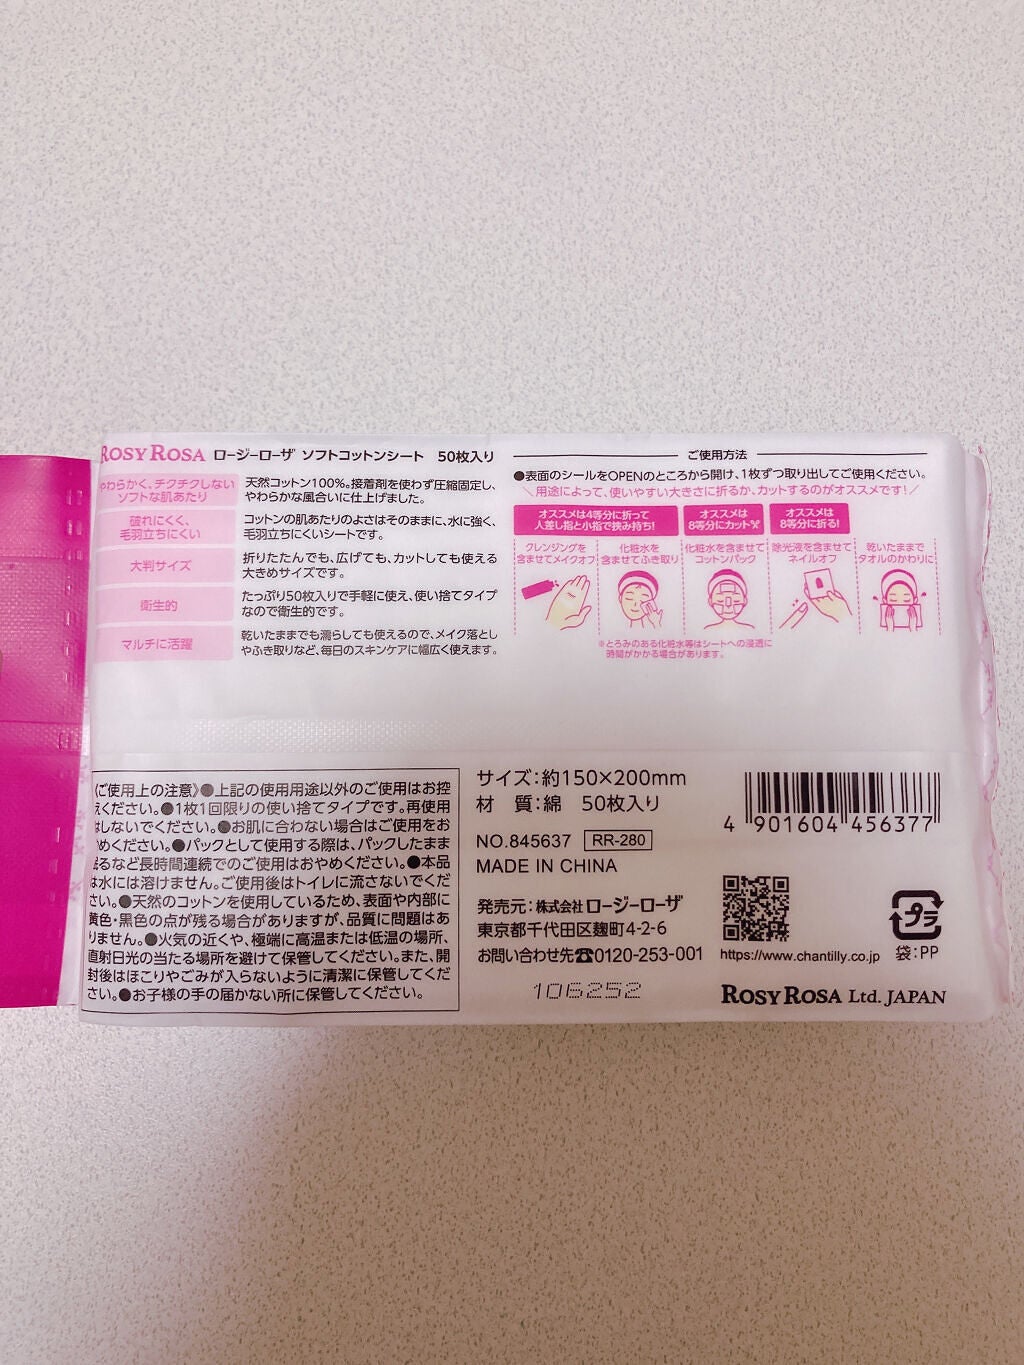 ROSY ROSA ロージーローザ ソフトコットンシート 50枚入り
やわらかく、チクチクしない
ソフトな肌あたり
天然コットン100%。接着剤を使わず圧縮固定し、
やわらかな風合いに仕上げました。
破れにくく、
毛羽立ちにくい
コットンの肌あたりのよさはそのままに、水に強く、
毛羽立ちにくいシートです。
大判サイズ
折りたたんでも、広げても、カットしても使える
大きめサイズです。
衛生的
たっぷり50枚入りで手軽に使え、使い捨てタイプ
なので衛生的です。
マルチに活躍
乾いたままでも濡らしても使えるので、メイク落とし
やふき取りなど、毎日のスキンケアに幅広く使えます。
ご使用方法
●表面のシールをOPENのところから開け、1枚ずつ取り出してご使用ください。
＼用途によって、使いやすい大きさに折るか、カットするのがオススメです!／
オススメは4等分に折って
人差し指と小指で挟み持ち!
オススメは
8等分にカット
オススメは
8等分に折る!
クレンジングを
含ませてメイクオフ
化粧水を
含ませてふき取り
化粧水を含ませて
コットンパック
除光液を含ませて
ネイルオフ
乾いたままで
タオルのかわりに
※とろみのある化粧水等はシートへの浸透に
時間がかかる場合があります。
《ご使用上の注意》●上記の使用用途以外のご使用はお控
えください。●1枚1回限りの使い捨てタイプです。再使用
はしないでください。●お肌に合わない場合はご使用をお
やめください。●パックとして使用する際は、パックしたまま
寝るなど長時間連続でのご使用はおやめください。●本品
は水には溶けません。ご使用後はトイレに流さないでくだ
さい。●天然のコットンを使用しているため、表面や内部に
黄色・黒色の点が残る場合がありますが、品質に問題はあ
りません。●火気の近くや、極端に高温または低温の場所、
直射日光の当たる場所を避けて保管してください。また、開
封後はほこりやごみが入らないように清潔に保管してくだ
さい。●お子様の手の届かない所に保管してください。
サイズ:約150×200mm
材 質:綿 50枚入り
NO.845637 RR-280
MADE IN CHINA
発売元:株式会社ロージーローザ
東京都千代田区麹町4-2-6
お問い合わせ先☎0120-253-001
106252
4 901604 456377
プラ
袋:PP
https://www.chantilly.co.jp
ROSY ROSA Ltd. JAPAN